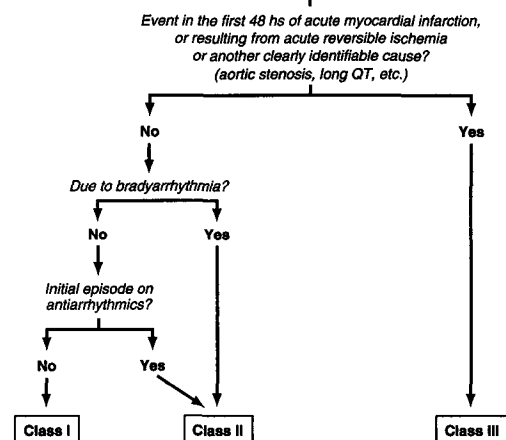 Event in the first 48 hs of acute myocardial infarction,
or resulting from acute reversible ischemia
or another clearly identifiable cause?
(aortic stenosis, long QT, etc.)
No
Yes
Due to bradyarrhythmia?
No
Yes
Initial episode on
antiarrhythmics?
No
Yes
Class I
Class II
Class III